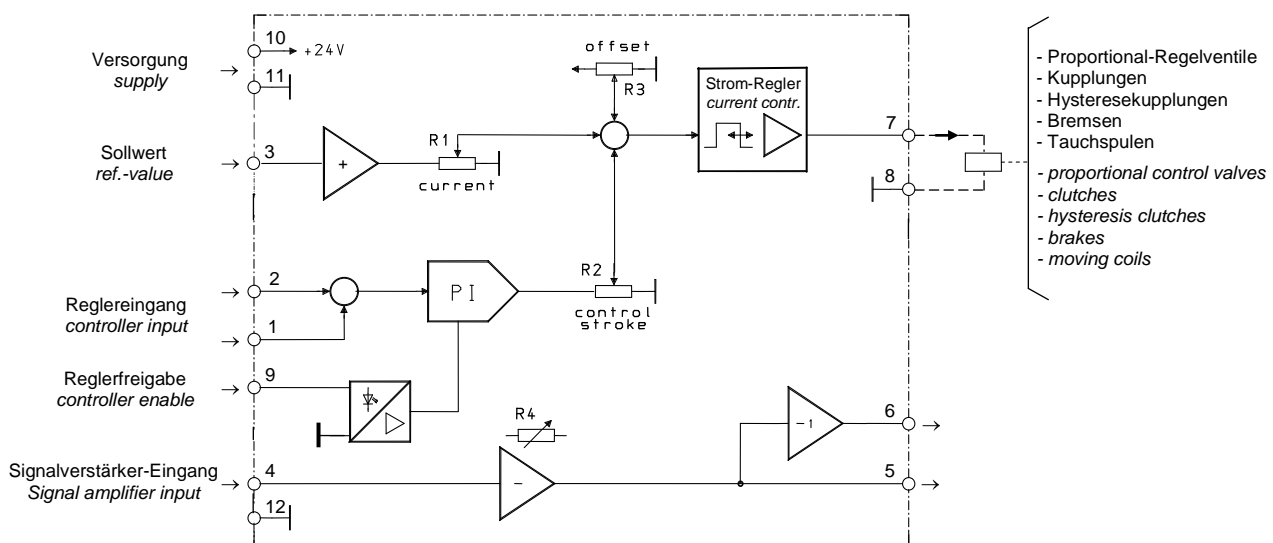 Versorgung
supply
10
+24V
11
Sollwert
ref.-value
3
+
R1
current
offset
R3
Strom-Regler
current contr.
7
8
- Proportional-Regelventile
- Kupplungen
- Hysteresekupplungen
- Bremsen
- Tauchspulen
- proportional control valves
- clutches
- hysteresis clutches
- brakes
- moving coils
Reglereingang
controller input
2
1
PI
R2
control
stroke
Reglerfreigabe
controller enable
9
R4
-1
6
Signalverstärker-Eingang
Signal amplifier input
4
-
5
12